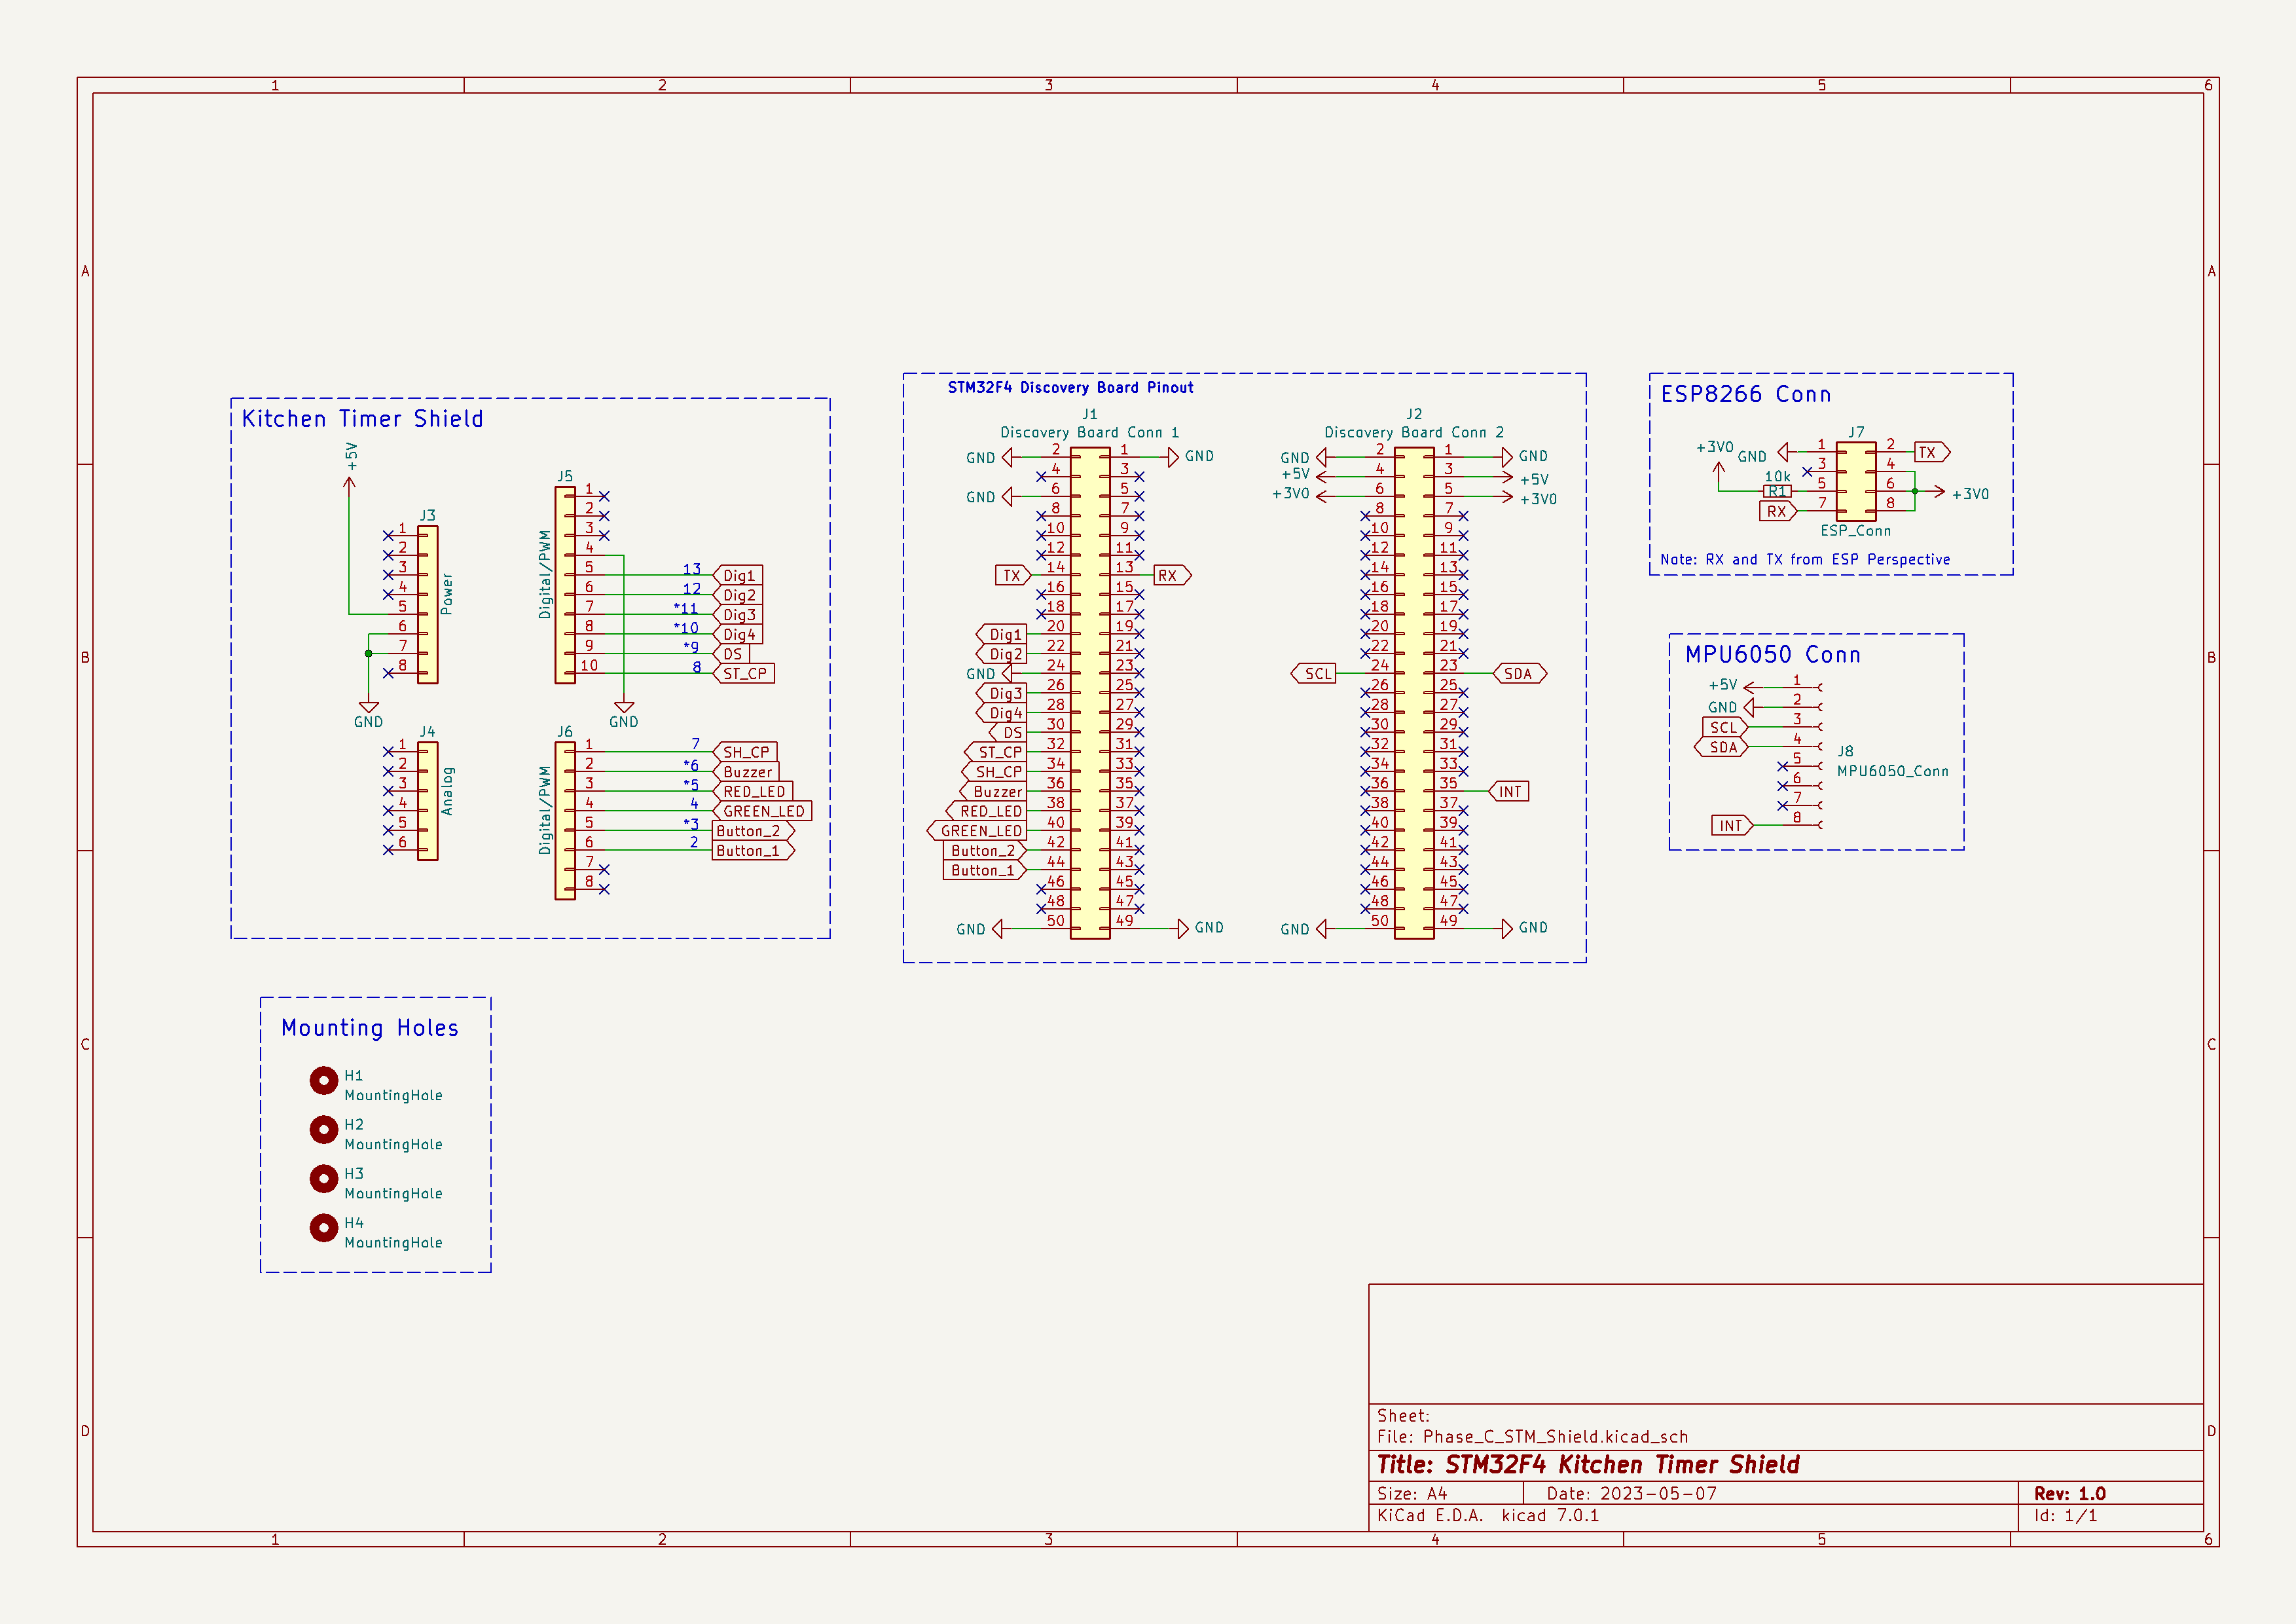 1 2 3 4 5 6
A A
B B
C C
D D
Kitchen Timer Shield
+5V
J3
1
2
3
4
5
6
7
8
Power
GND
J4
1
2
3
4
5
6
Analog
J5
Digital/PWM
1
2
3
4
5 13 Dig1
6 12 Dig2
7 *11 Dig3
8 *10 Dig4
9 *9 DS
10 8 ST_CP
GND
J6
Digital/PWM
1 7 SH_CP
2 *6 Buzzer
3 *5 RED_LED
4 4 GREEN_LED
5 *3 Button_2
6 2 Button_1
7
8
STM32F4 Discovery Board Pinout
J1
Discovery Board Conn 1
GND 2 1 GND
4 3
GND 6 5
8 7
10 9
12 11
TX 14 13 RX
16 15
18 17
Dig1 20 19
Dig2 22 21
GND 24 23
Dig3 26 25
Dig4 28 27
DS 30 29
ST_CP 32 31
SH_CP 34 33
Buzzer 36 35
RED_LED 38 37
GREEN_LED 40 39
Button_2 42 41
Button_1 44 43
46 45
48 47
GND 50 49 GND
J2
Discovery Board Conn 2
GND 2 1 GND
+5V 4 3 +5V
+3V0 6 5 +3V0
8 7
10 9
12 11
14 13
16 15
18 17
20 19
22 21
SCL 24 23 SDA
26 25
28 27
30 29
32 31
34 33
36 35 INT
38 37
40 39
42 41
44 43
46 45
48 47
GND 50 49 GND
ESP8266 Conn
J7
+3V0 GND 1 2 TX
3 4
10k
R1 5 6 +3V0
RX 7 8
ESP_Conn
Note: RX and TX from ESP Perspective
MPU6050 Conn
+5V 1
GND 2
SCL 3
SDA 4
5
6
7
INT 8
J8
MPU6050_Conn
Mounting Holes
H1
MountingHole
H2
MountingHole
H3
MountingHole
H4
MountingHole
Sheet:
File: Phase_C_STM_Shield.kicad_sch
Title: STM32F4 Kitchen Timer Shield
Size: A4 Date: 2023-05-07 Rev: 1.0
KiCad E.D.A. kicad 7.0.1 Id: 1/1
1 2 3 4 5 6